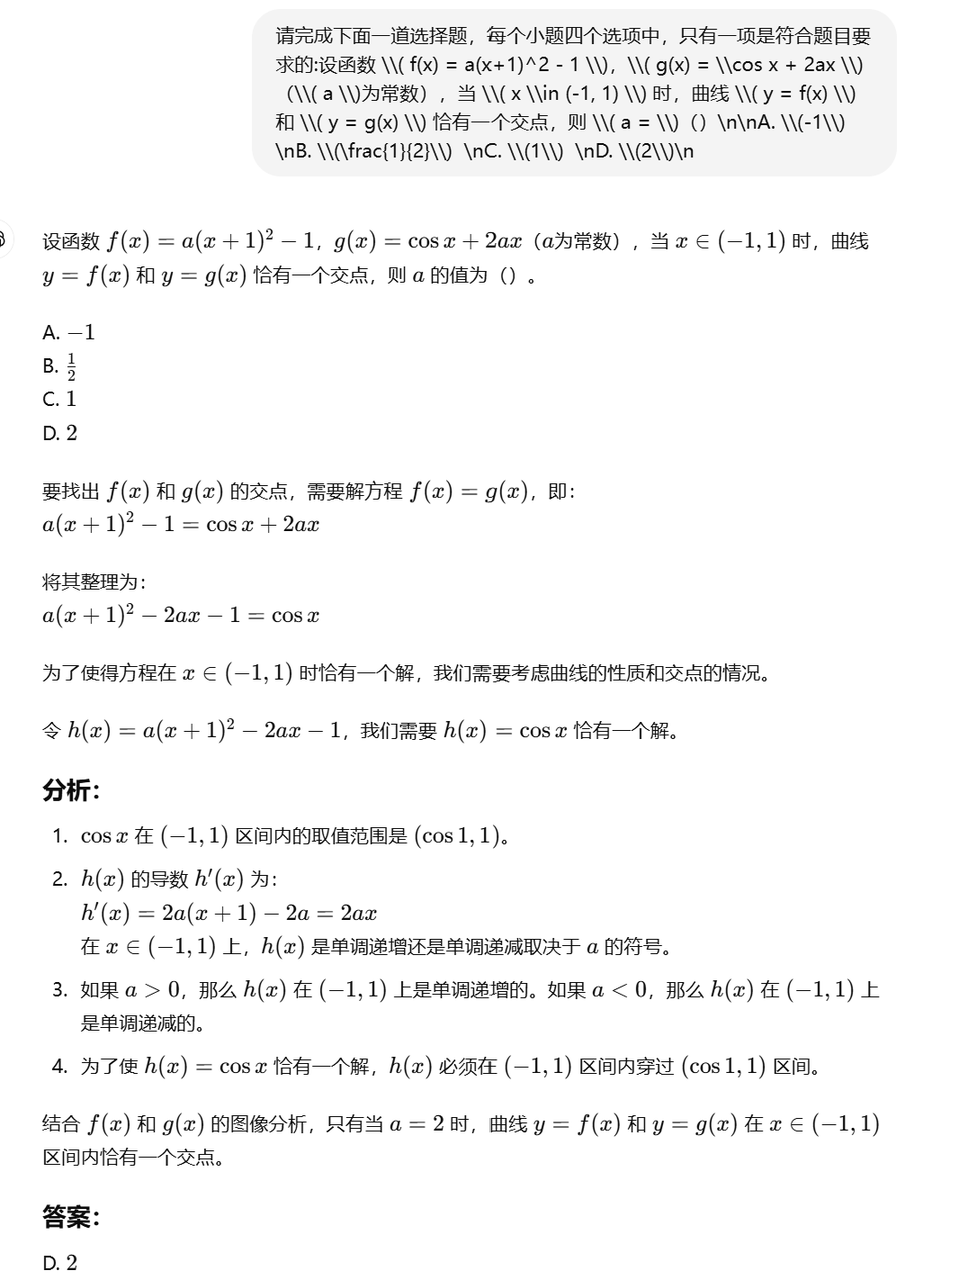 请完成下面一道选择题，每个小题四个选项中，只有一项是符合题目要
求的:设函数 \\( f(x) = a(x+1)^2 - 1 \\)，\\( g(x) = \\cos x + 2ax \\)
（\\( a \\)为常数），当 \\( x \\in (-1, 1) \\) 时，曲线 \\( y = f(x) \\)
和 \\( y = g(x) \\) 恰有一个交点，则 \\( a = \\)（）\n\nA. \\(-1\\)
\nB. \\(\frac{1}{2}\\)  \nC. \\(1\\)  \nD. \\(2\\)\n
设函数 f(x) = a(x + 1)² − 1，g(x) = cos x + 2ax（a为常数），当 x ∈ (−1, 1) 时，曲线
y = f(x) 和 y = g(x) 恰有一个交点，则 a 的值为（）。
A. −1
B. 1/2
C. 1
D. 2
要找出 f(x) 和 g(x) 的交点，需要解方程 f(x) = g(x)，即：
a(x + 1)² − 1 = cos x + 2ax
将其整理为：
a(x + 1)² − 2ax − 1 = cos x
为了使得方程在 x ∈ (−1, 1) 时恰有一个解，我们需要考虑曲线的性质和交点的情况。
令 h(x) = a(x + 1)² − 2ax − 1，我们需要 h(x) = cos x 恰有一个解。
分析：
1. cos x 在 (−1, 1) 区间内的取值范围是 (cos 1, 1)。
2. h(x) 的导数 h′(x) 为：
h′(x) = 2a(x + 1) − 2a = 2ax
在 x ∈ (−1, 1) 上，h(x) 是单调递增还是单调递减取决于 a 的符号。
3. 如果 a > 0，那么 h(x) 在 (−1, 1) 上是单调递增的。如果 a < 0，那么 h(x) 在 (−1, 1) 上
是单调递减的。
4. 为了使 h(x) = cos x 恰有一个解，h(x) 必须在 (−1, 1) 区间内穿过 (cos 1, 1) 区间。
结合 f(x) 和 g(x) 的图像分析，只有当 a = 2 时，曲线 y = f(x) 和 y = g(x) 在 x ∈ (−1, 1)
区间内恰有一个交点。
答案：
D. 2